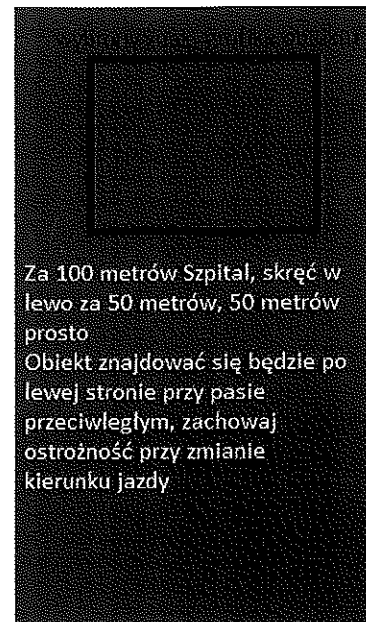 Za 100 metrów Szpital, skręć w
lewo za 50 metrów, 50 metrów
prosto
Obiekt znajdować się będzie po
lewej stronie przy pasie
przeciwległym, zachowaj
ostrożność przy zmianie
kierunku jazdy